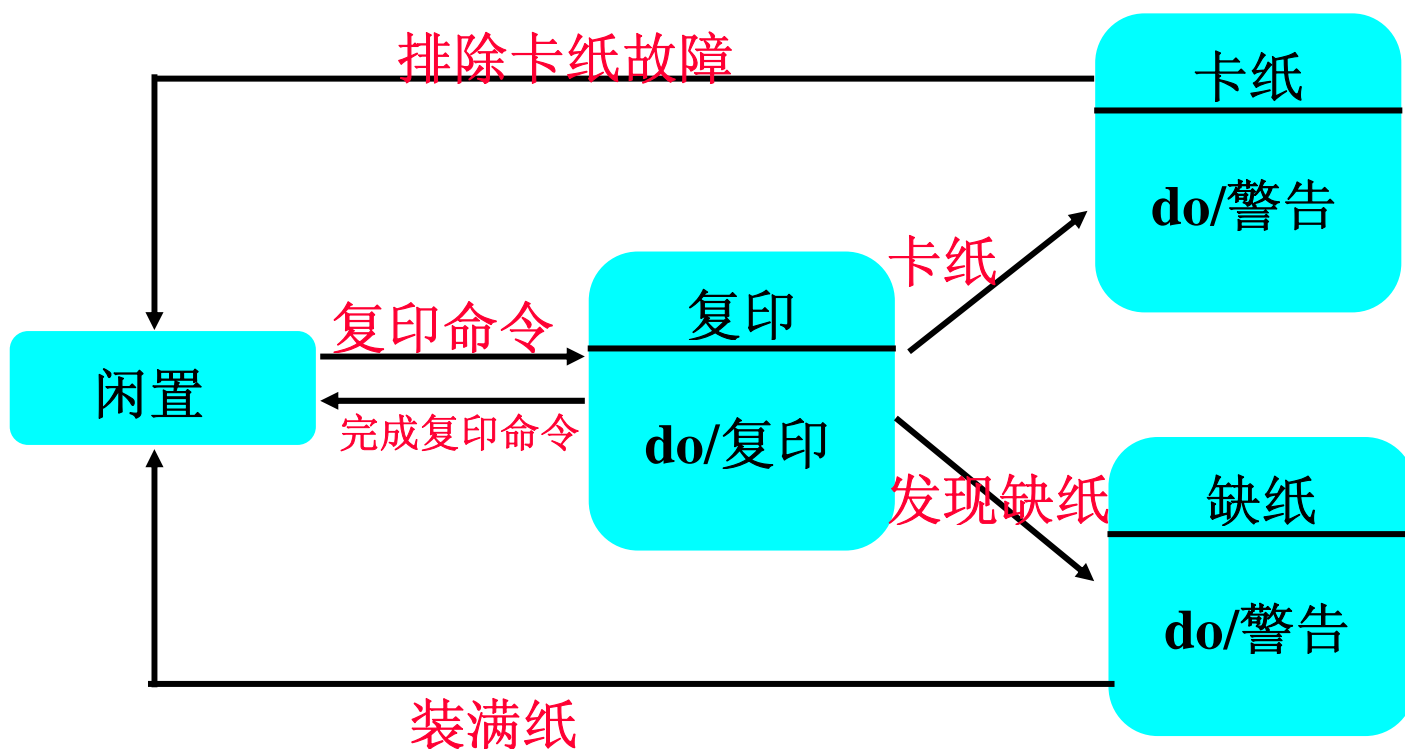 排除卡纸故障
卡纸
do/警告
卡纸
复印命令
复印
闲置
完成复印命令
do/复印
发现缺纸
缺纸
do/警告
装满纸